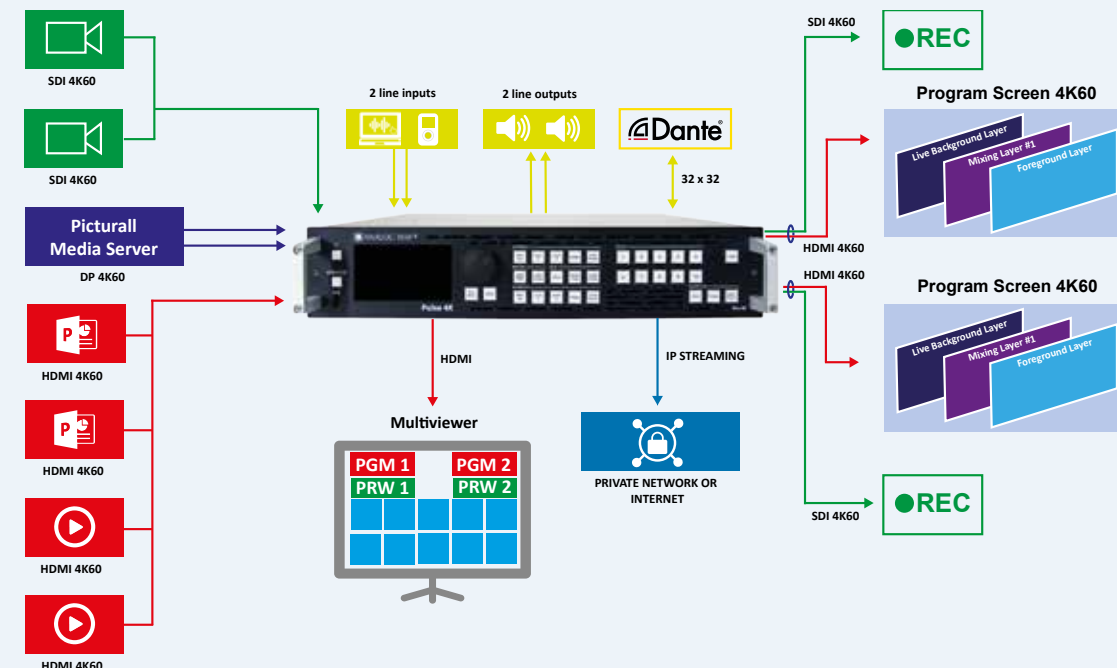 SDI 4K60
SDI 4K60
Picturall
Media Server
DP 4K60
P
HDMI 4K60
P
HDMI 4K60
HDMI 4K60
HDMI 4K60
2 line inputs
2 line outputs
Dante
32 x 32
Pulse 4K
HDMI
IP STREAMING
Multiviewer
PGM 1
PGM 2
PRW 1
PRW 2
PRIVATE NETWORK OR
INTERNET
SDI 4K60
REC
Program Screen 4K60
Live Background Layer
Mixing Layer #1
Foreground Layer
HDMI 4K60
HDMI 4K60
Program Screen 4K60
Live Background Layer
Mixing Layer #1
Foreground Layer
SDI 4K60
REC